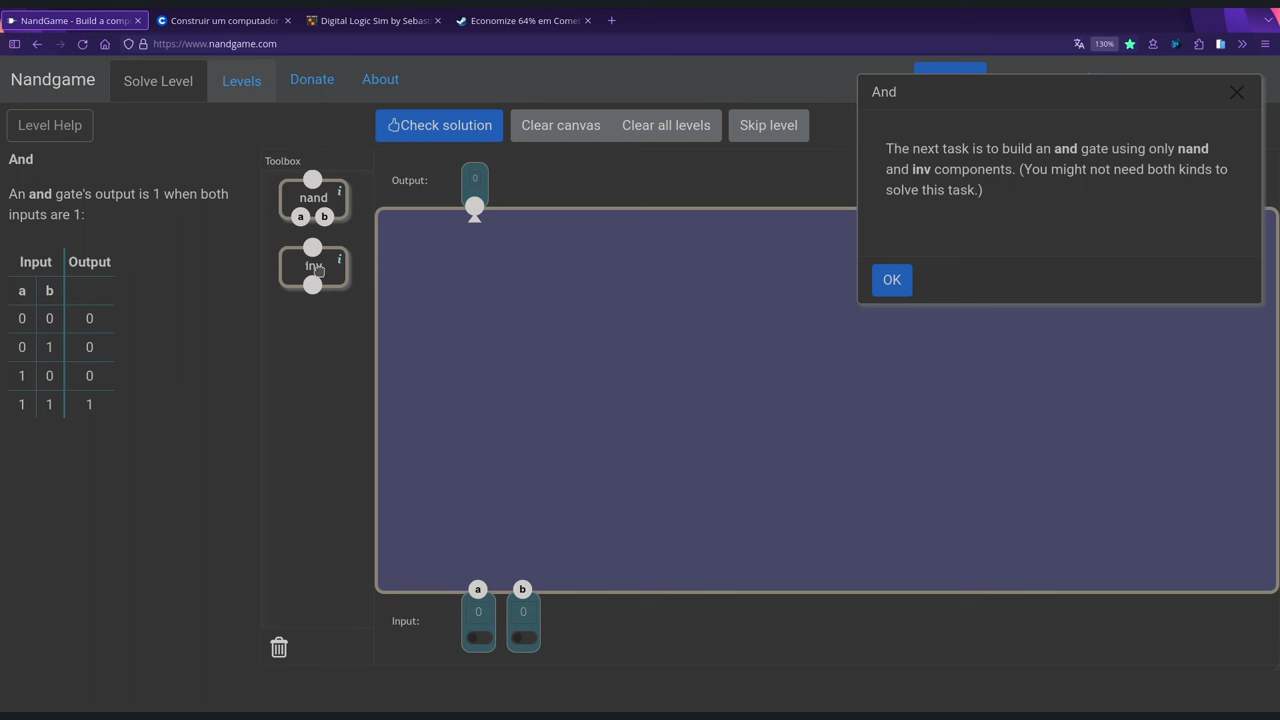 NandGame - Build a comp
Construir um computador
Digital Logic Sim by Sebast
Economize 64% em Come
https://www.nandgame.com
130%
Nandgame
Solve Level
Levels
Donate
About
Level Help
Check solution
Clear canvas
Clear all levels
Skip level
And
The next task is to build an and gate using only nand
and inv components. (You might not need both kinds to
solve this task.)
OK
And
An and gate's output is 1 when both
inputs are 1:
Input Output
a b
0 0 0
0 1 0
1 0 0
1 1 1
Toolbox
nand
i
a b
inv
i
Output:
0
Input:
a b
0 0